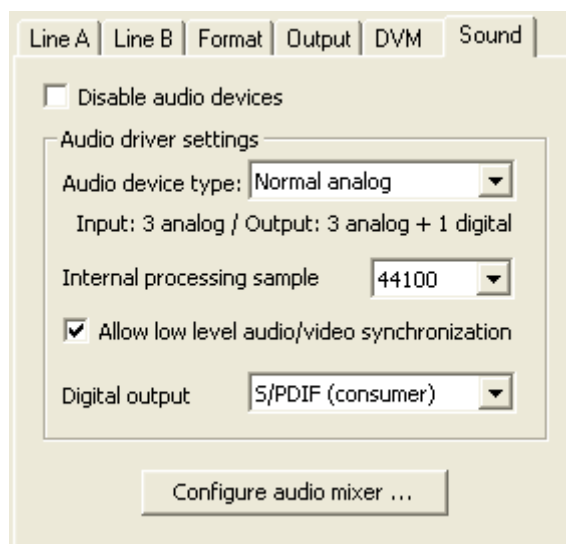 Line A Line B Format Output DVM Sound
Disable audio devices
Audio driver settings
Audio device type: Normal analog
Input: 3 analog / Output: 3 analog + 1 digital
Internal processing sample 44100
Allow low level audio/video synchronization
Digital output S/PDIF (consumer)
Configure audio mixer ...